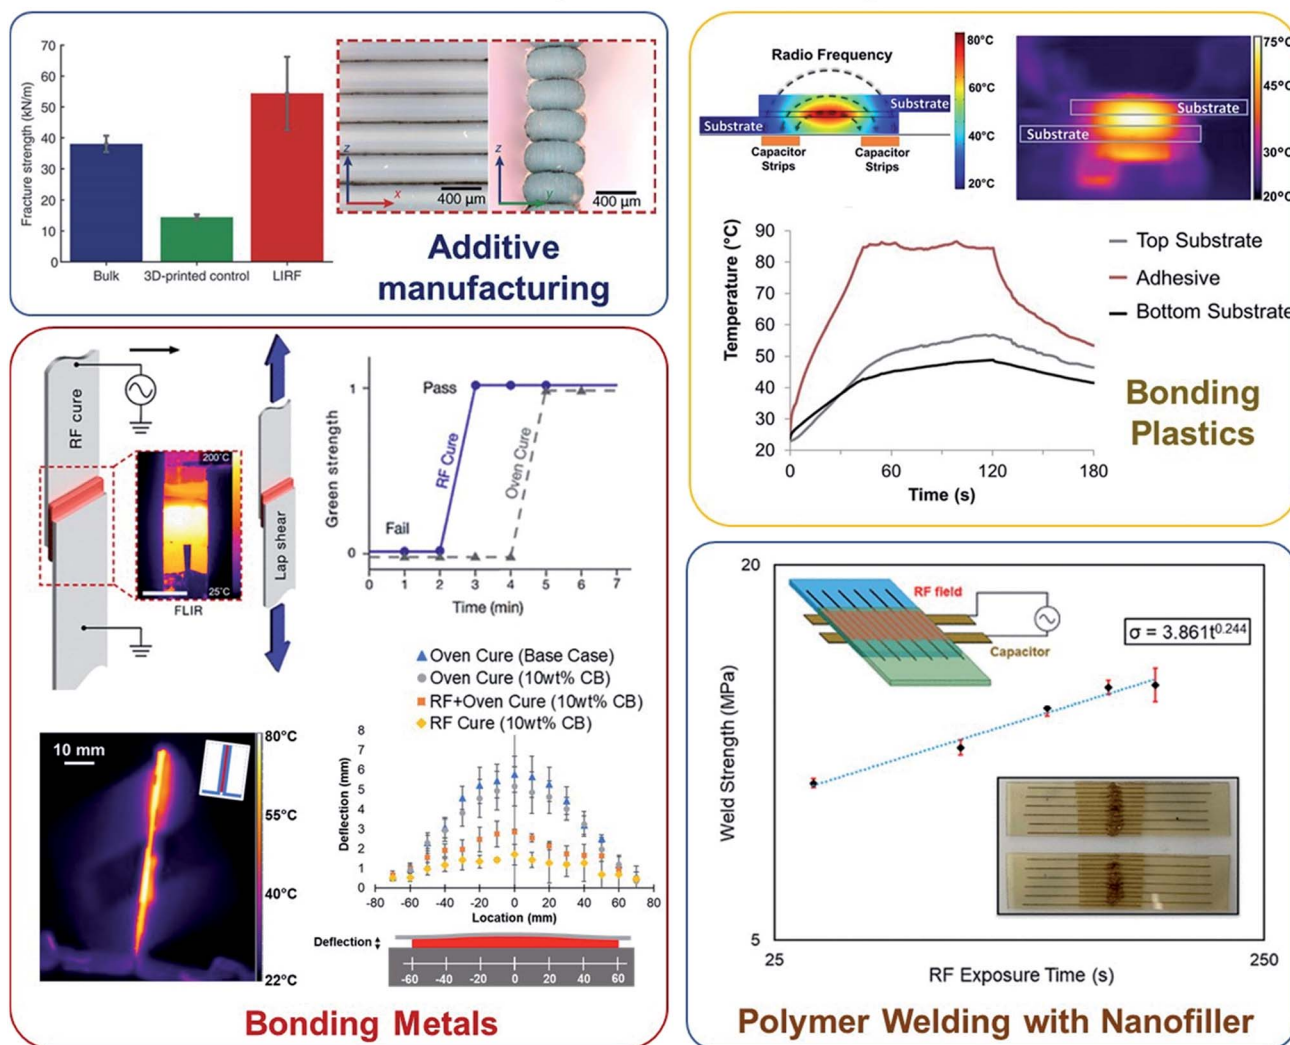 70
60
50
40
30
20
10
0
Fracture strength (kN/m)
Bulk
3D-printed control
LIRF
z
x
400 µm
z
y
400 µm
Additive
manufacturing
Radio Frequency
Substrate
Substrate
Capacitor
Strips
Capacitor
Strips
80°C
60°C
40°C
20°C
Substrate
Substrate
75°C
45°C
30°C
20°C
Temperature (°C)
90
80
70
60
50
40
30
20
0
60
120
180
Time (s)
Top Substrate
Adhesive
Bottom Substrate
Bonding
Plastics
RF cure
200°C
25°C
FLIR
Lap shear
Green strength
1
0
Pass
Fail
RF Cure
Oven Cure
0 1 2 3 4 5 6 7
Time (min)
Oven Cure (Base Case)
Oven Cure (10wt% CB)
RF+Oven Cure (10wt% CB)
RF Cure (10wt% CB)
10 mm
80°C
55°C
40°C
22°C
Deflection (mm)
8
7
6
5
4
3
2
1
0
-80 -60 -40 -20 0 20 40 60 80
Location (mm)
Deflection
-60 -40 -20 0 20 40 60
Bonding Metals
20
5
Weld Strength (MPa)
RF field
Capacitor
σ = 3.861t0.244
25
250
RF Exposure Time (s)
Polymer Welding with Nanofiller